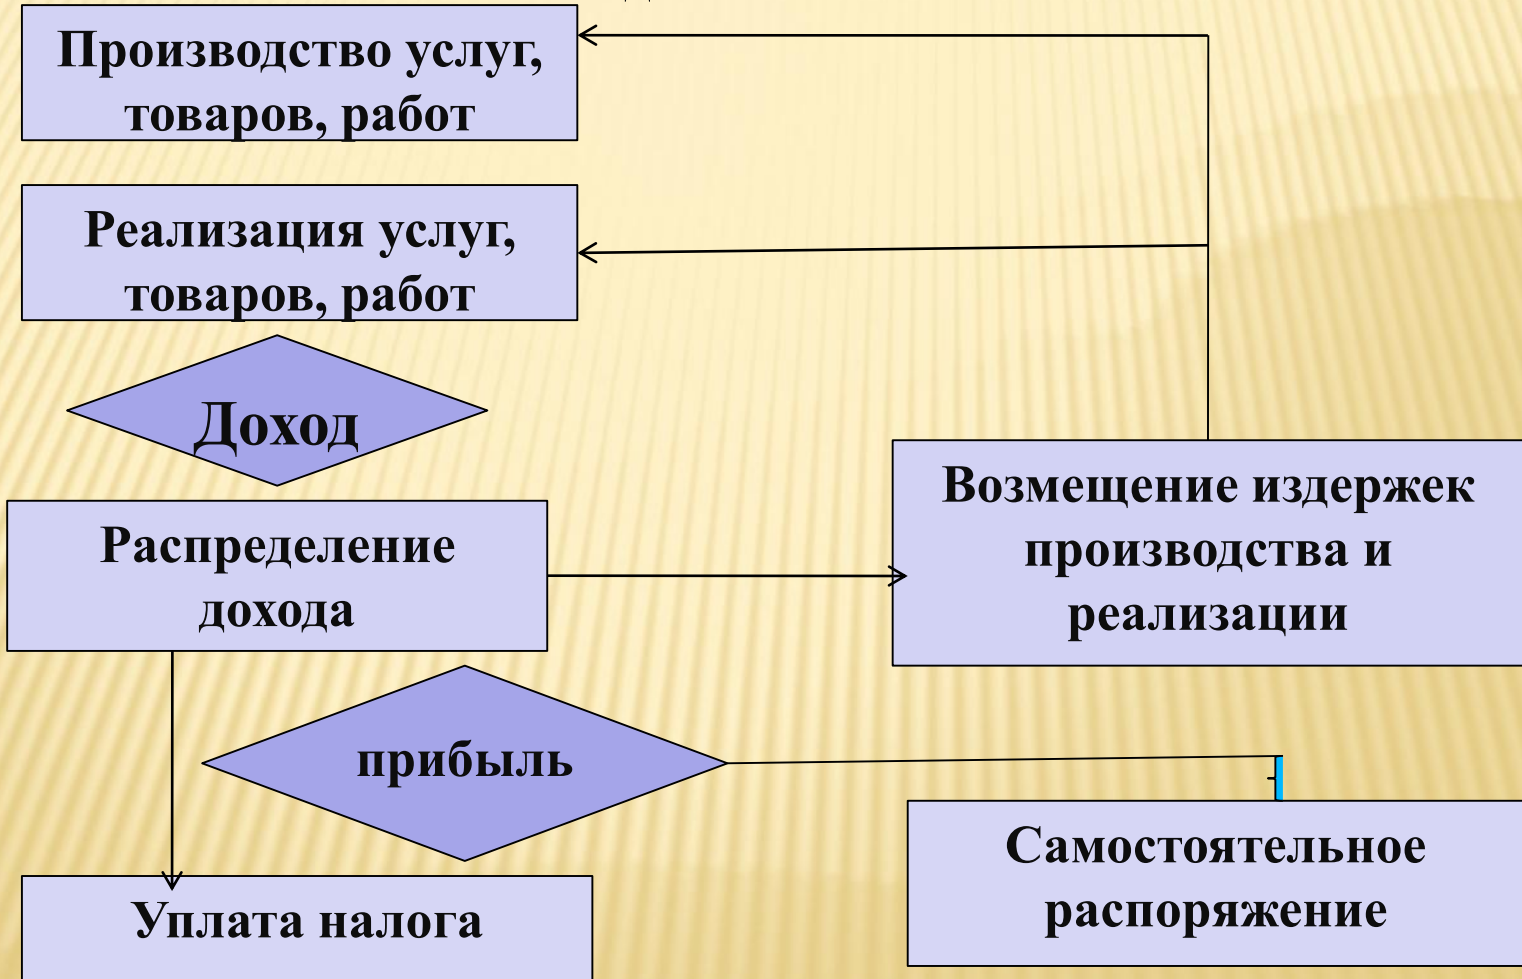 Производство услуг,
товаров, работ
Реализация услуг,
товаров, работ
Доход
Распределение
дохода
Возмещение издержек
производства и
реализации
прибыль
Самостоятельное
распоряжение
Уплата налога